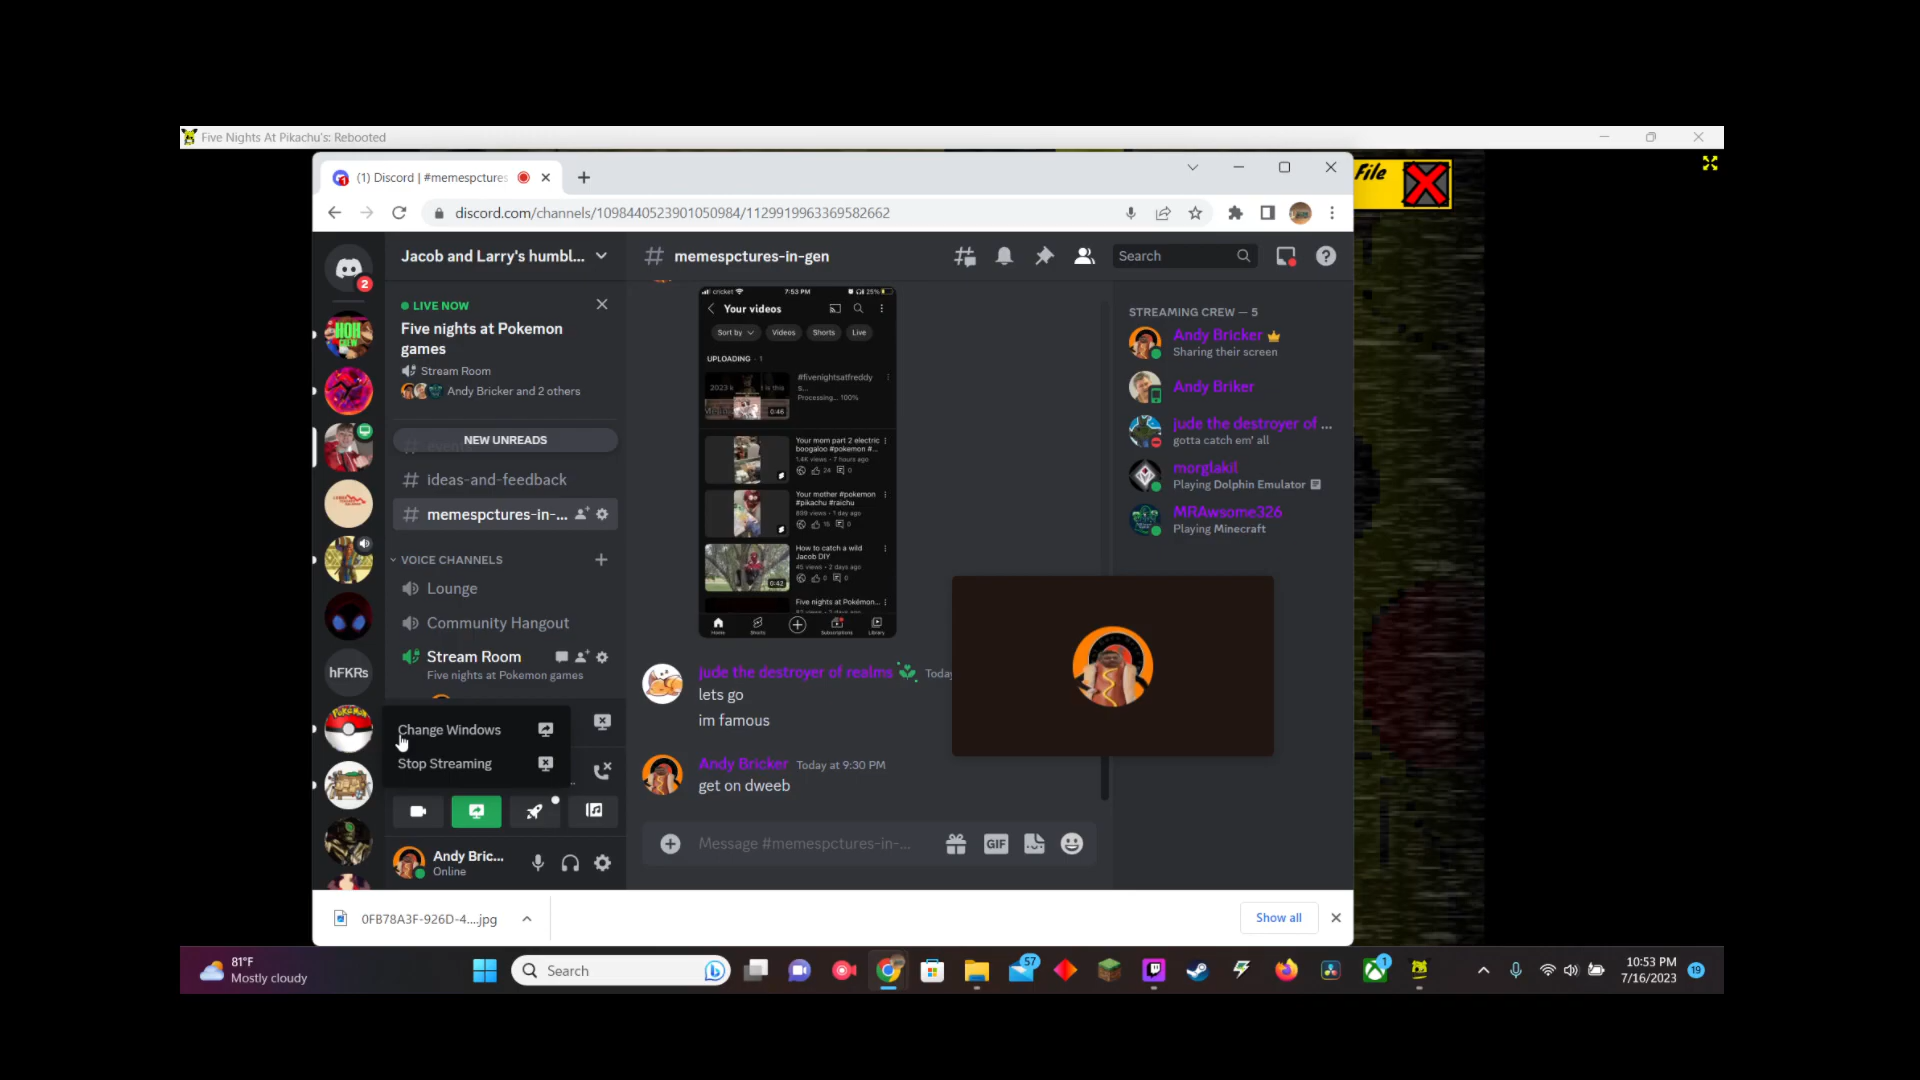 Five Nights At Pikachu's: Rebooted
File
(1) Discord | #memespctures
discord.com/channels/1098440523901050984/1129919963369582662
2
Jacob and Larry's humbl...
# memespctures-in-gen
Search
LIVE NOW
Five nights at Pokemon
games
Stream Room
Andy Bricker and 2 others
NEW UNREADS
# ideas-and-feedback
# memespctures-in-...
VOICE CHANNELS
Lounge
Community Hangout
Stream Room
Five nights at Pokemon games
hFKRs
Change Windows
Stop Streaming
Andy Bric...
Online
cricket
7:53 PM
25%
Your videos
Sort by
Videos
Shorts
Live
UPLOADING · 1
#fivenightsatfreddy
s...
Processing... 100%
0:46
Your mom part 2 electric
boogaloo #pokemon #...
1.4K views · 7 hours ago
24
0
Your mother #pokemon
#pikachu #raichu
899 views · 1 day ago
15
0
How to catch a wild
Jacob DIY
45 views · 2 days ago
0
0
0:42
Five nights at Pokémon...
Home
Shorts
Subscriptions
Library
jude the destroyer of realms
Today
lets go
im famous
Andy Bricker Today at 9:30 PM
get on dweeb
Message #memespctures-in-...
GIF
STREAMING CREW — 5
Andy Bricker
Sharing their screen
Andy Briker
jude the destroyer of ...
gotta catch em' all
morglakil
Playing Dolphin Emulator
MRAwsome326
Playing Minecraft
0FB78A3F-926D-4....jpg
Show all
81°F
Mostly cloudy
Search
57
1
10:53 PM
7/16/2023
19